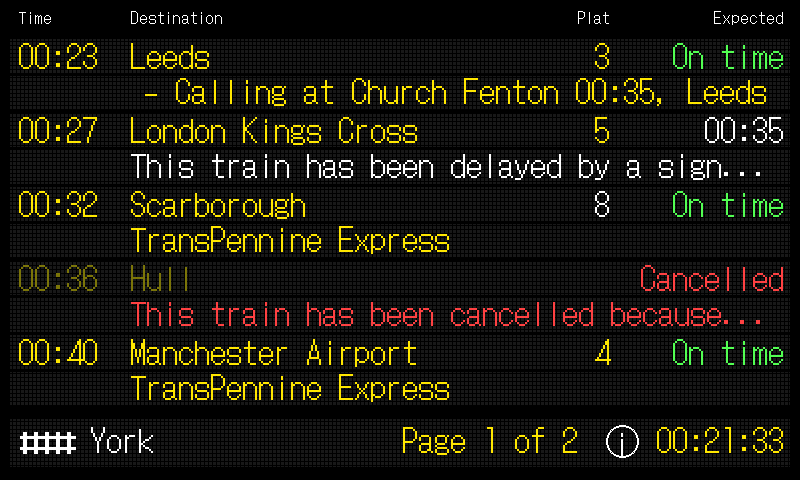 Time Destination Plat Expected
00:23 Leeds 3 On time
- Calling at Church Fenton 00:35, Leeds
00:27 London Kings Cross 5 00:35
This train has been delayed by a sign...
00:32 Scarborough 8 On time
TransPennine Express
00:36 Hull Cancelled
This train has been cancelled because...
00:40 Manchester Airport 4 On time
TransPennine Express
York Page 1 of 2 i 00:21:33